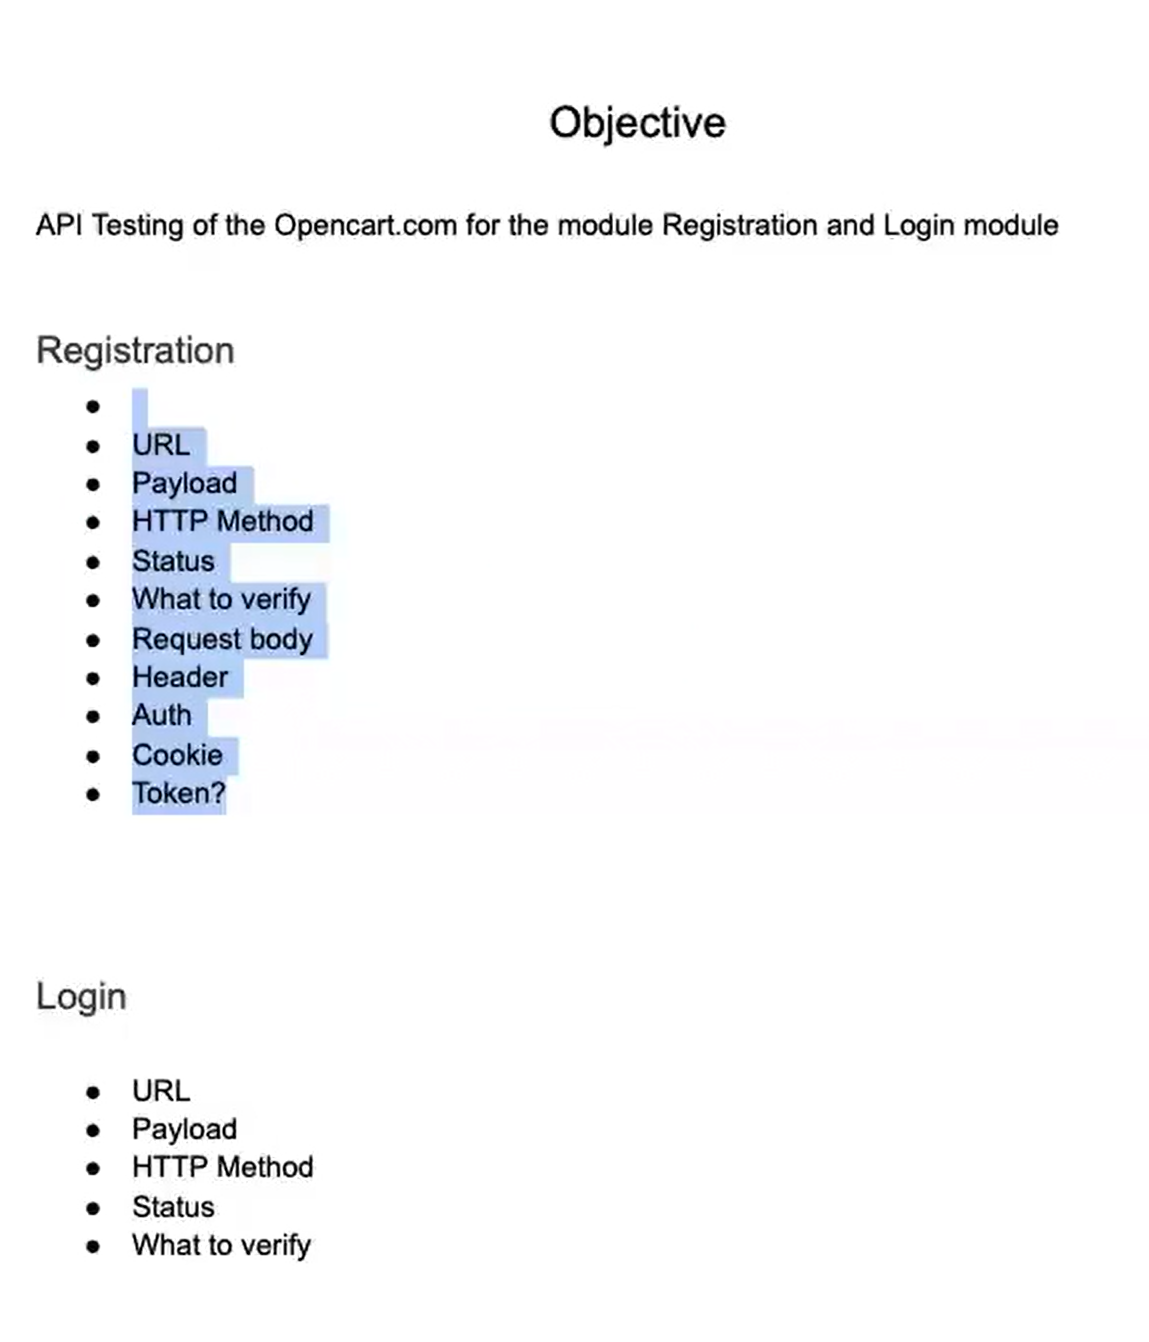 Objective
API Testing of the Opencart.com for the module Registration and Login module
Registration
●
● URL
● Payload
● HTTP Method
● Status
● What to verify
● Request body
● Header
● Auth
● Cookie
● Token?
Login
● URL
● Payload
● HTTP Method
● Status
● What to verify